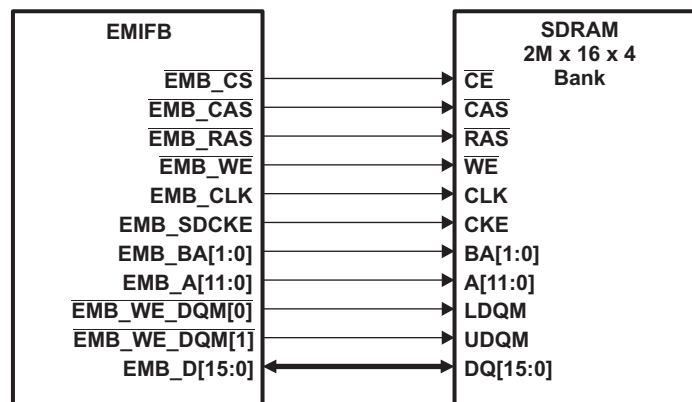 EMIFB
EMB_CS
EMB_CAS
EMB_RAS
EMB_WE
EMB_CLK
EMB_SDCKE
EMB_BA[1:0]
EMB_A[11:0]
EMB_WE_DQM[0]
EMB_WE_DQM[1]
EMB_D[15:0]
SDRAM
2M x 16 x 4
Bank
CE
CAS
RAS
WE
CLK
CKE
BA[1:0]
A[11:0]
LDQM
UDQM
DQ[15:0]